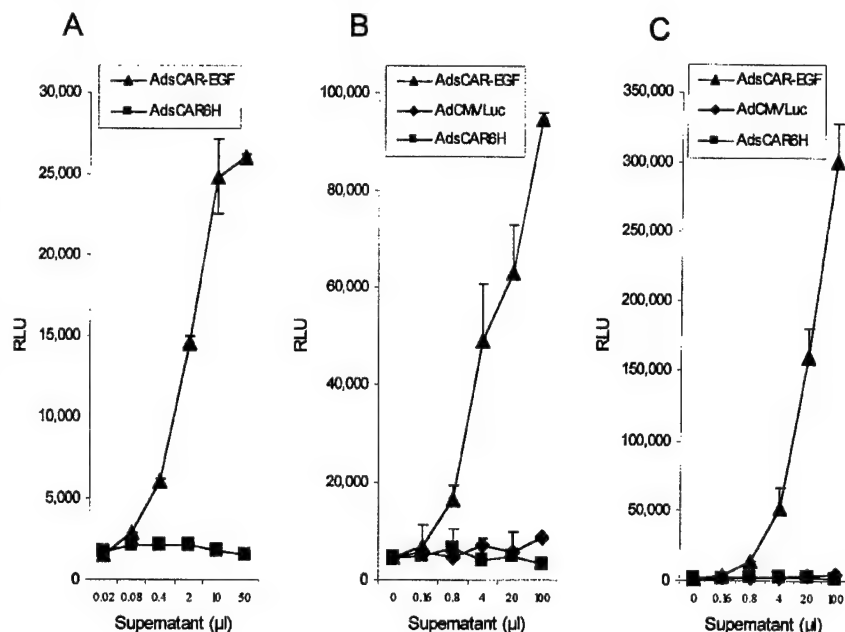 A
AdsCAR-EGF
AdsCAR6H
30,000
25,000
20,000
15,000
10,000
5,000
0
RLU
0.02 0.08 0.4 2 10 50
Supernatant (µl)
B
AdsCAR-EGF
AdCMVLuc
AdsCAR6H
100,000
80,000
60,000
40,000
20,000
0
RLU
0 0.16 0.8 4 20 100
Supernatant (µl)
C
AdsCAR-EGF
AdCMVLuc
AdsCAR6H
350,000
300,000
250,000
200,000
150,000
100,000
50,000
0
RLU
0 0.16 0.8 4 20 100
Supernatant (µl)